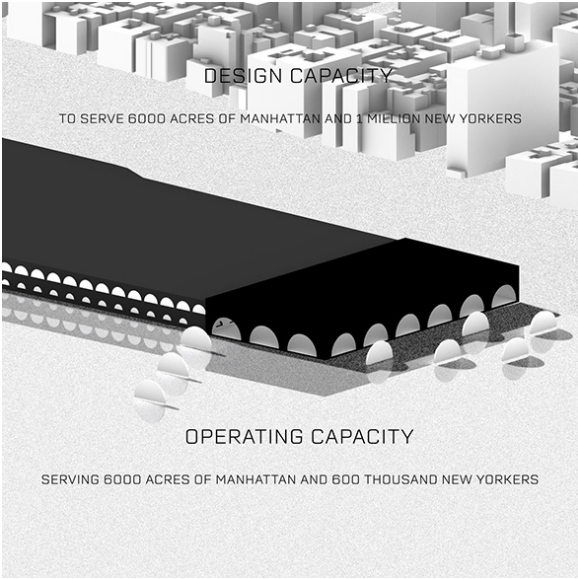 DESIGN CAPACITY
TO SERVE 6000 ACRES OF MANHATTAN AND 1 MILLION NEW YORKERS
OPERATING CAPACITY
SERVING 6000 ACRES OF MANHATTAN AND 600 THOUSAND NEW YORKERS